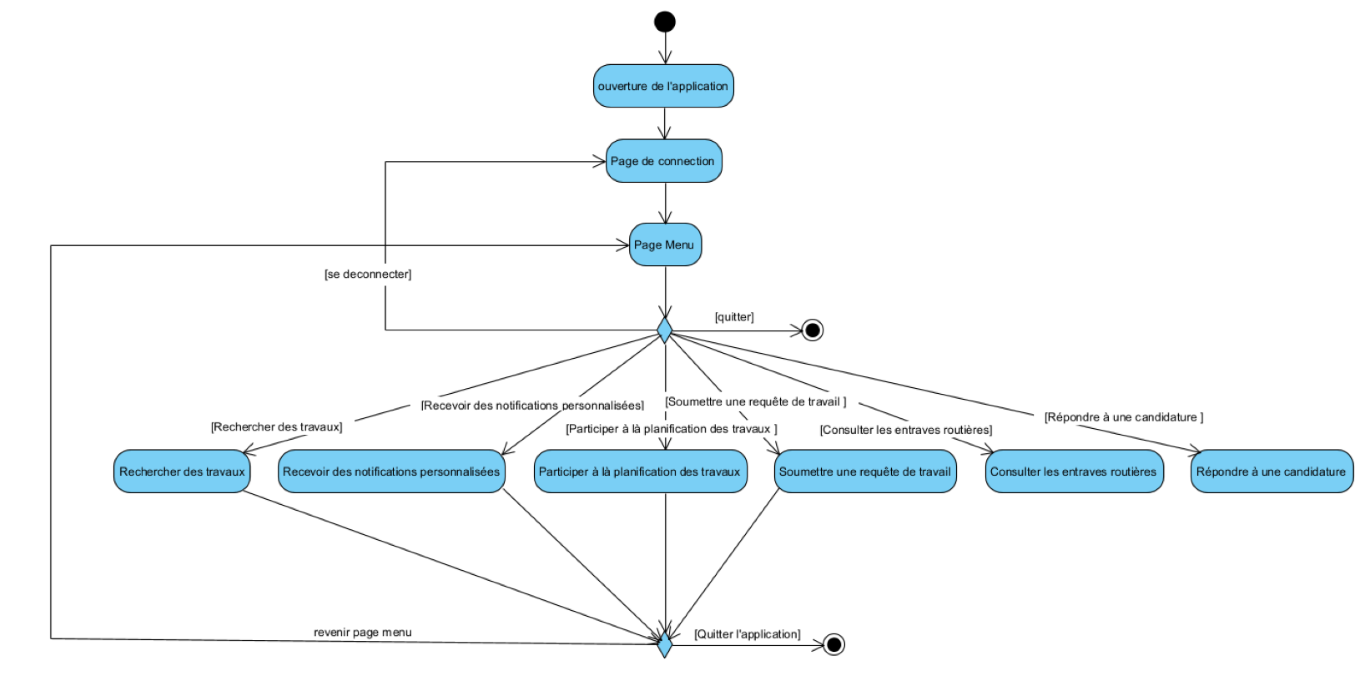 ouverture de l'application
Page de connection
Page Menu
[se deconnecter]
[quitter]
[Rechercher des travaux]
[Recevoir des notifications personnalisées]
[Soumettre une requête de travail ]
[Participer à là planification des travaux ]
[Consulter les entraves routières]
[Répondre à une candidature ]
Rechercher des travaux
Recevoir des notifications personnalisées
Participer à là planification des travaux
Soumettre une requête de travail
Consulter les entraves routières
Répondre à une candidature
revenir page menu
[Quitter l'application]